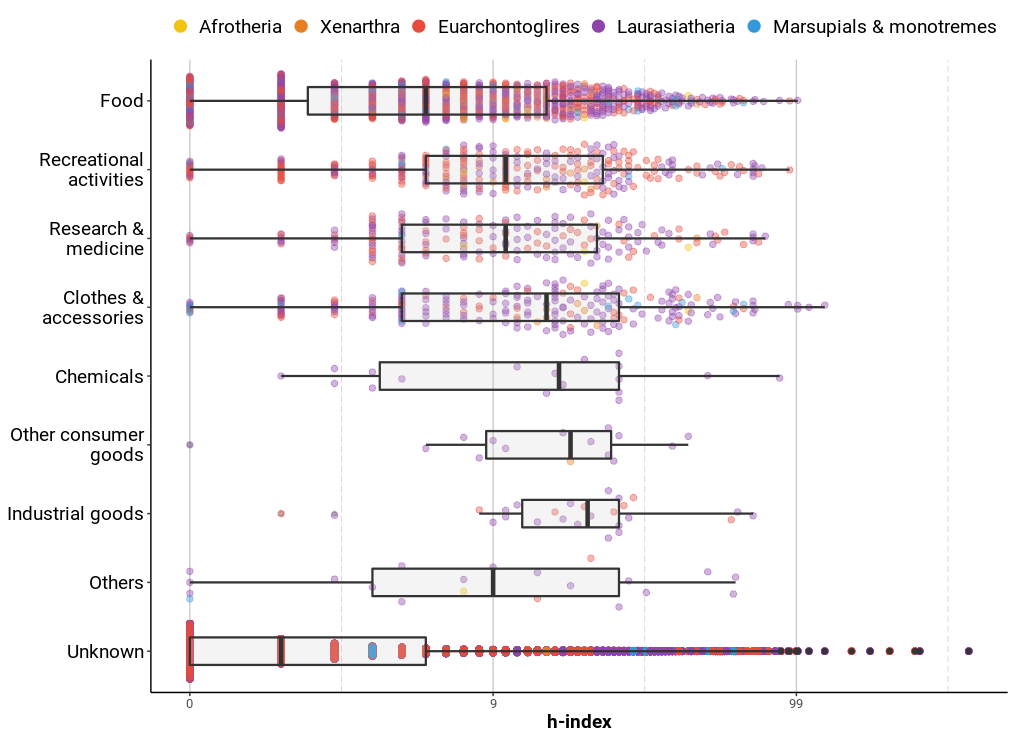 Afrotheria Xenarthra Euarchontoglires Laurasiatheria Marsupials & monotremes
Food
Recreational
activities
Research &
medicine
Clothes &
accessories
Chemicals
Other consumer
goods
Industrial goods
Others
Unknown
0 9 99
h-index